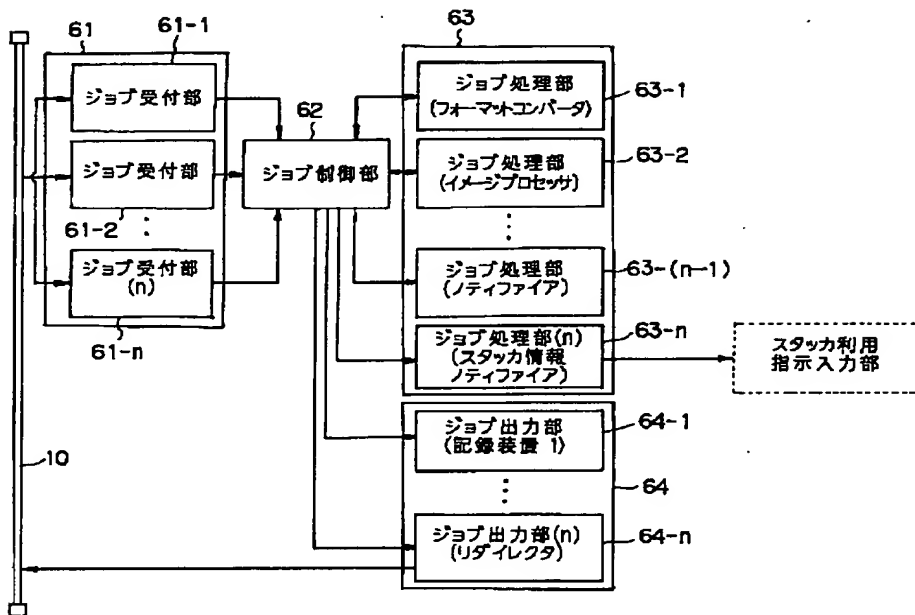 61
61-1
ジョブ受付部
ジョブ受付部
61-2
ジョブ受付部
(n)
61-n
62
ジョブ制御部
63
ジョブ処理部
(フォーマットコンバータ)
63-1
ジョブ処理部
(イメージプロセッサ)
63-2
ジョブ処理部
(ノティファイア)
63-(n-1)
ジョブ処理部(n)
(スタッカ情報
ノティファイア)
63-n
スタッカ利用
指示入力部
ジョブ出力部
(記録装置1)
64-1
64
ジョブ出力部(n)
(リダイレクタ)
64-n
10